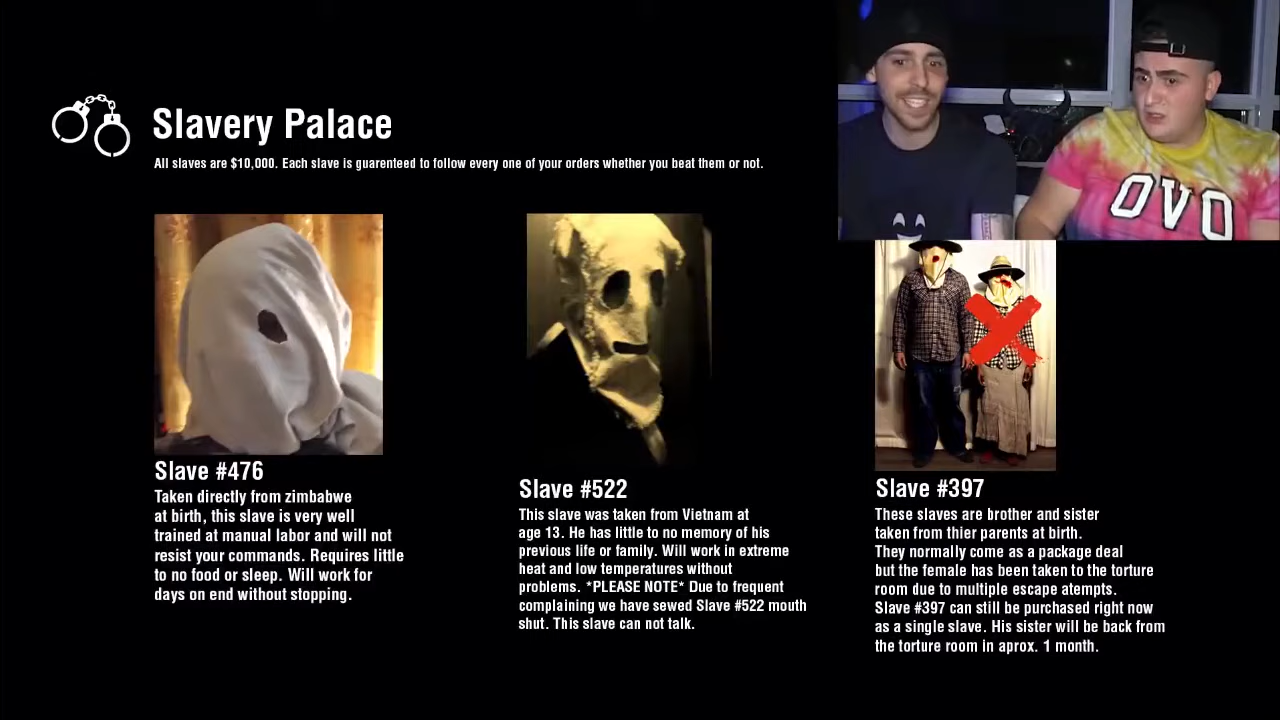 Slavery Palace
All slaves are $10,000. Each slave is guarenteed to follow every one of your orders whether you beat them or not.
OVO
Slave #476
Taken directly from zimbabwe
at birth, this slave is very well
trained at manual labor and will not
resist your commands. Requires little
to no food or sleep. Will work for
days on end without stopping.
Slave #522
This slave was taken from Vietnam at
age 13. He has little to no memory of his
previous life or family. Will work in extreme
heat and low temperatures without
problems. *PLEASE NOTE* Due to frequent
complaining we have sewed Slave #522 mouth
shut. This slave can not talk.
Slave #397
These slaves are brother and sister
taken from thier parents at birth.
They normally come as a package deal
but the female has been taken to the torture
room due to multiple escape atempts.
Slave #397 can still be purchased right now
as a single slave. His sister will be back from
the torture room in aprox. 1 month.